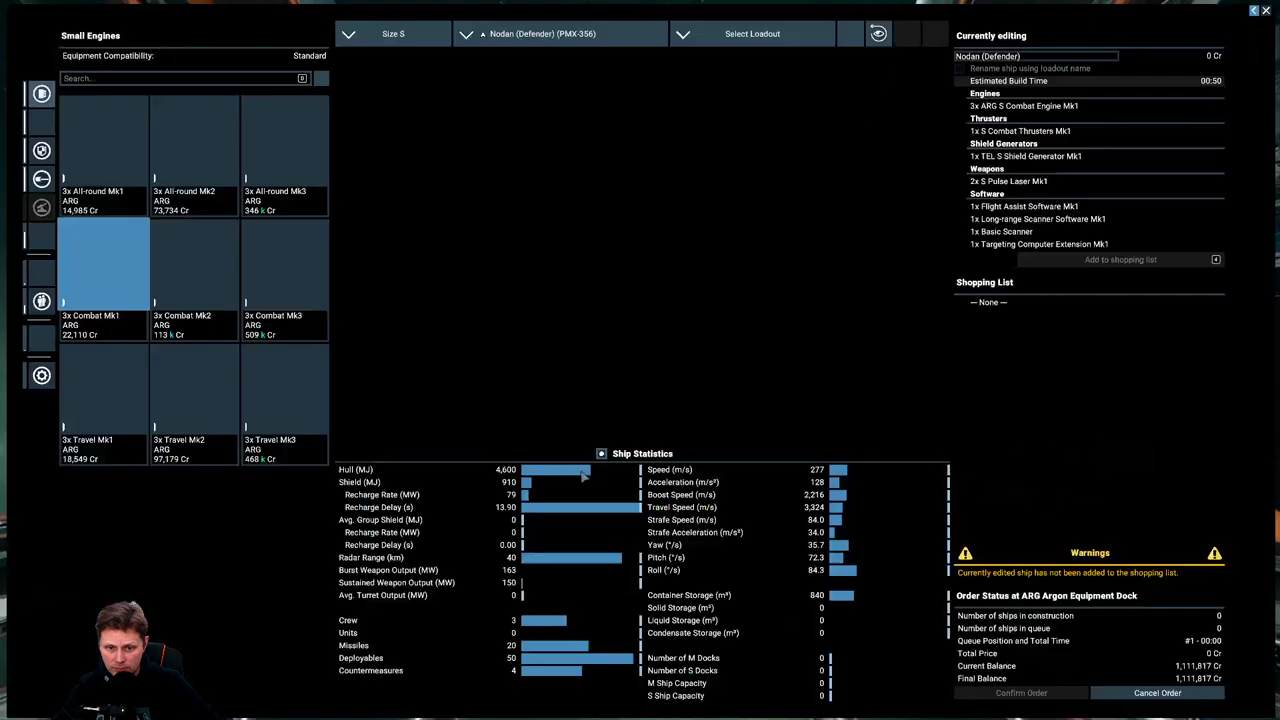 Small Engines
Equipment Compatibility: Standard
Search...
3x All-round Mk1
ARG
14,985 Cr
3x All-round Mk2
ARG
73,734 Cr
3x All-round Mk3
ARG
346 k Cr
3x Combat Mk1
ARG
22,110 Cr
3x Combat Mk2
ARG
113 k Cr
3x Combat Mk3
ARG
509 k Cr
3x Travel Mk1
ARG
18,549 Cr
3x Travel Mk2
ARG
97,179 Cr
3x Travel Mk3
ARG
468 k Cr
Size S
Nodan (Defender) (PMX-356)
Select Loadout
Ship Statistics
Hull (MJ) 4,600
Shield (MJ) 910
Recharge Rate (MW) 79
Recharge Delay (s) 13.90
Avg. Group Shield (MJ) 0
Recharge Rate (MW) 0
Recharge Delay (s) 0.00
Radar Range (km) 40
Burst Weapon Output (MW) 163
Sustained Weapon Output (MW) 150
Avg. Turret Output (MW) 0
Crew 3
Units 0
Missiles 20
Deployables 50
Countermeasures 4
Speed (m/s) 277
Acceleration (m/s²) 128
Boost Speed (m/s) 2,216
Travel Speed (m/s) 3,324
Strafe Speed (m/s) 84.0
Strafe Acceleration (m/s²) 34.0
Yaw (°/s) 35.7
Pitch (°/s) 72.3
Roll (°/s) 84.3
Container Storage (m³) 840
Solid Storage (m³) 0
Liquid Storage (m³) 0
Condensate Storage (m³) 0
Number of M Docks 0
Number of S Docks 0
M Ship Capacity 0
S Ship Capacity 0
Currently editing
Nodan (Defender) 0 Cr
Rename ship using loadout name
Estimated Build Time 00:50
Engines
3x ARG S Combat Engine Mk1
Thrusters
1x S Combat Thrusters Mk1
Shield Generators
1x TEL S Shield Generator Mk1
Weapons
2x S Pulse Laser Mk1
Software
1x Flight Assist Software Mk1
1x Long-range Scanner Software Mk1
1x Basic Scanner
1x Targeting Computer Extension Mk1
Add to shopping list
Shopping List
— None —
Warnings
Currently edited ship has not been added to the shopping list.
Order Status at ARG Argon Equipment Dock
Number of ships in construction 0
Number of ships in queue 0
Queue Position and Total Time #1 - 00:00
Total Price 0 Cr
Current Balance 1,111,817 Cr
Final Balance 1,111,817 Cr
Confirm Order
Cancel Order